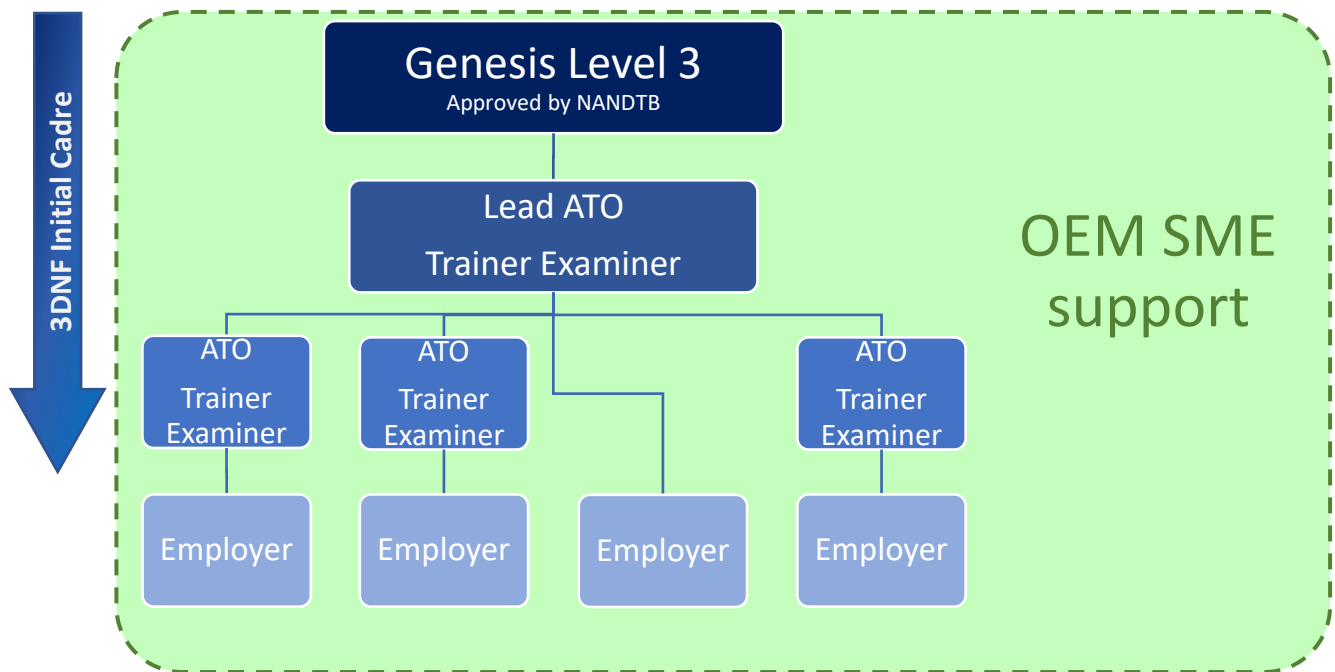 3DNF Initial Cadre
Genesis Level 3
Approved by NANDTB
Lead ATO
Trainer Examiner
OEM SME
support
ATO
Trainer
Examiner
ATO
Trainer
Examiner
ATO
Trainer
Examiner
Employer
Employer
Employer
Employer